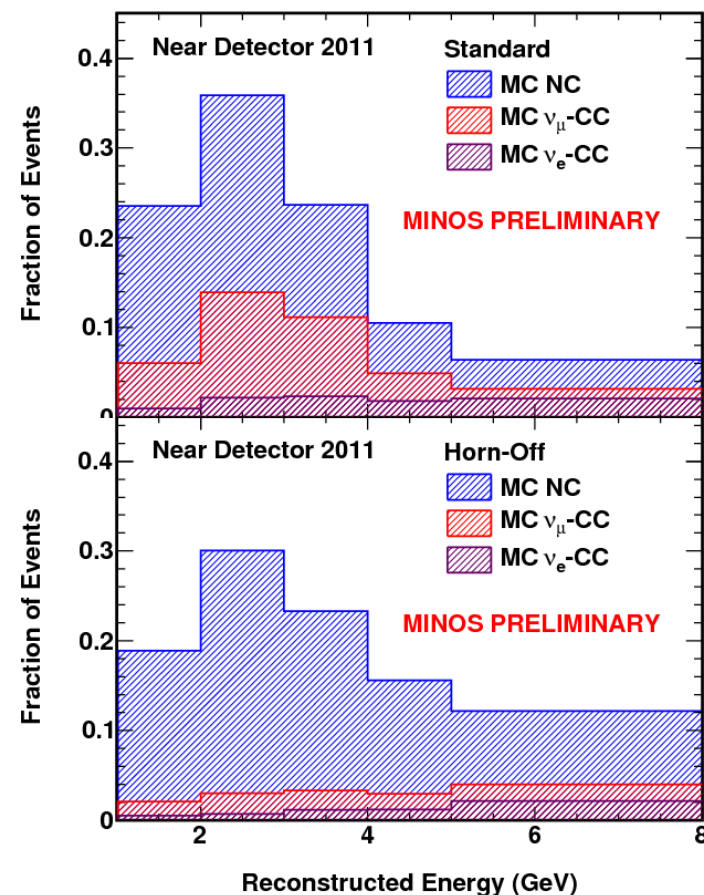 Near Detector 2011
Standard
MC NC
MC νμ-CC
MC νe-CC
MINOS PRELIMINARY
Fraction of Events
0.4
0.3
0.2
0.1
0
Near Detector 2011
Horn-Off
MC NC
MC νμ-CC
MC νe-CC
MINOS PRELIMINARY
Fraction of Events
0.4
0.3
0.2
0.1
0
2 4 6 8
Reconstructed Energy (GeV)